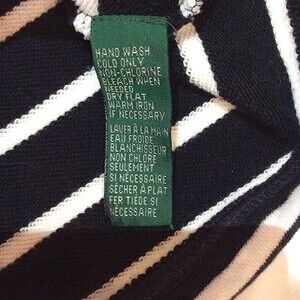 HAND WASH
COLD ONLY
NON-CHLORINE
BLEACH WHEN
NEEDED
DRY FLAT
WARM IRON
IF NECESSARY
LAVER À LA MAIN
EAU FROIDE
BLANCHISSEUR
NON CHLORE
SEULEMENT
SI NÉCESSAIRE
SÉCHER À PLAT
FER TIÈDE SI
NÉCESSAIRE